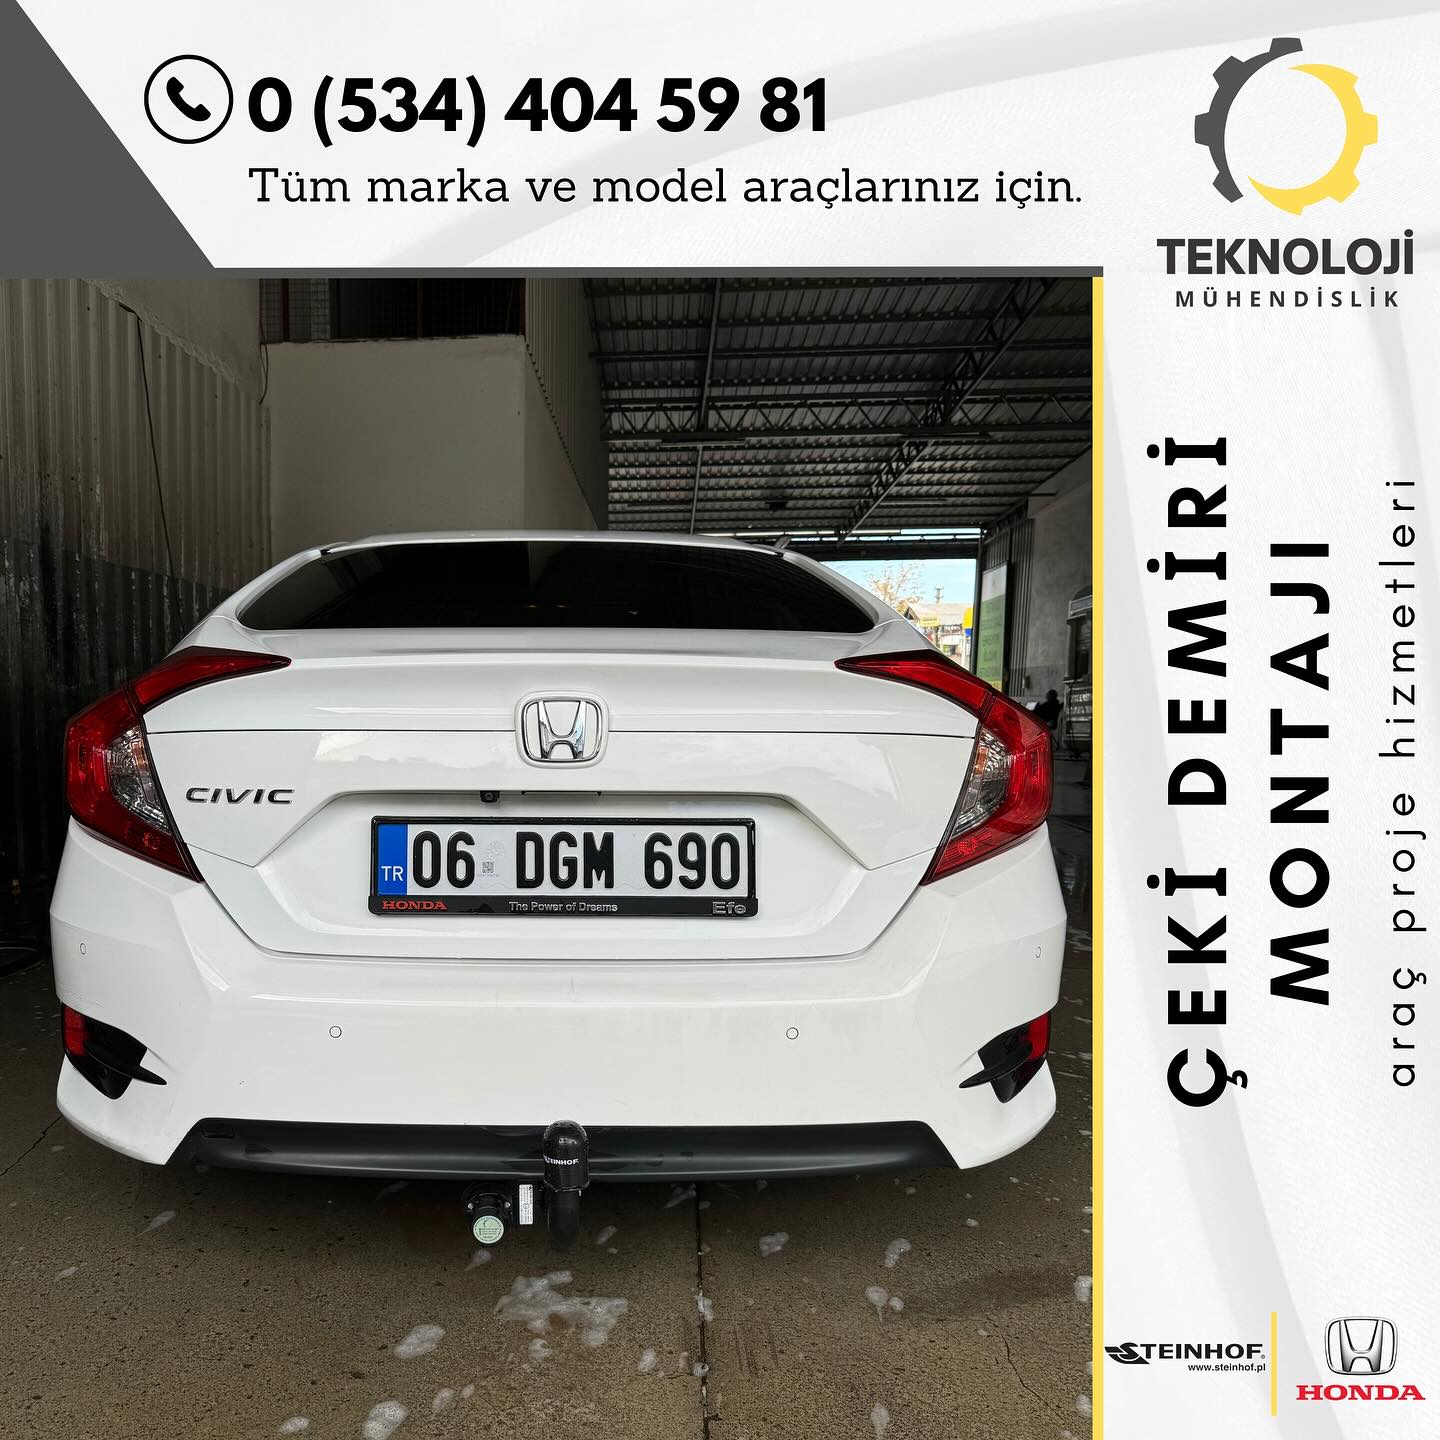 0 (534) 404 59 81
Tüm marka ve model araçlarınız için.
TEKNOLOJİ
MÜHENDİSLİK
ÇEKİ DEMİRİ
MONTAJI
araç proje hizmetleri
CIVIC
TR 06 DGM 690
HONDA The Power of Dreams Efe
STEINHOF
STEINHOF®
www.steinhof.pl
HONDA